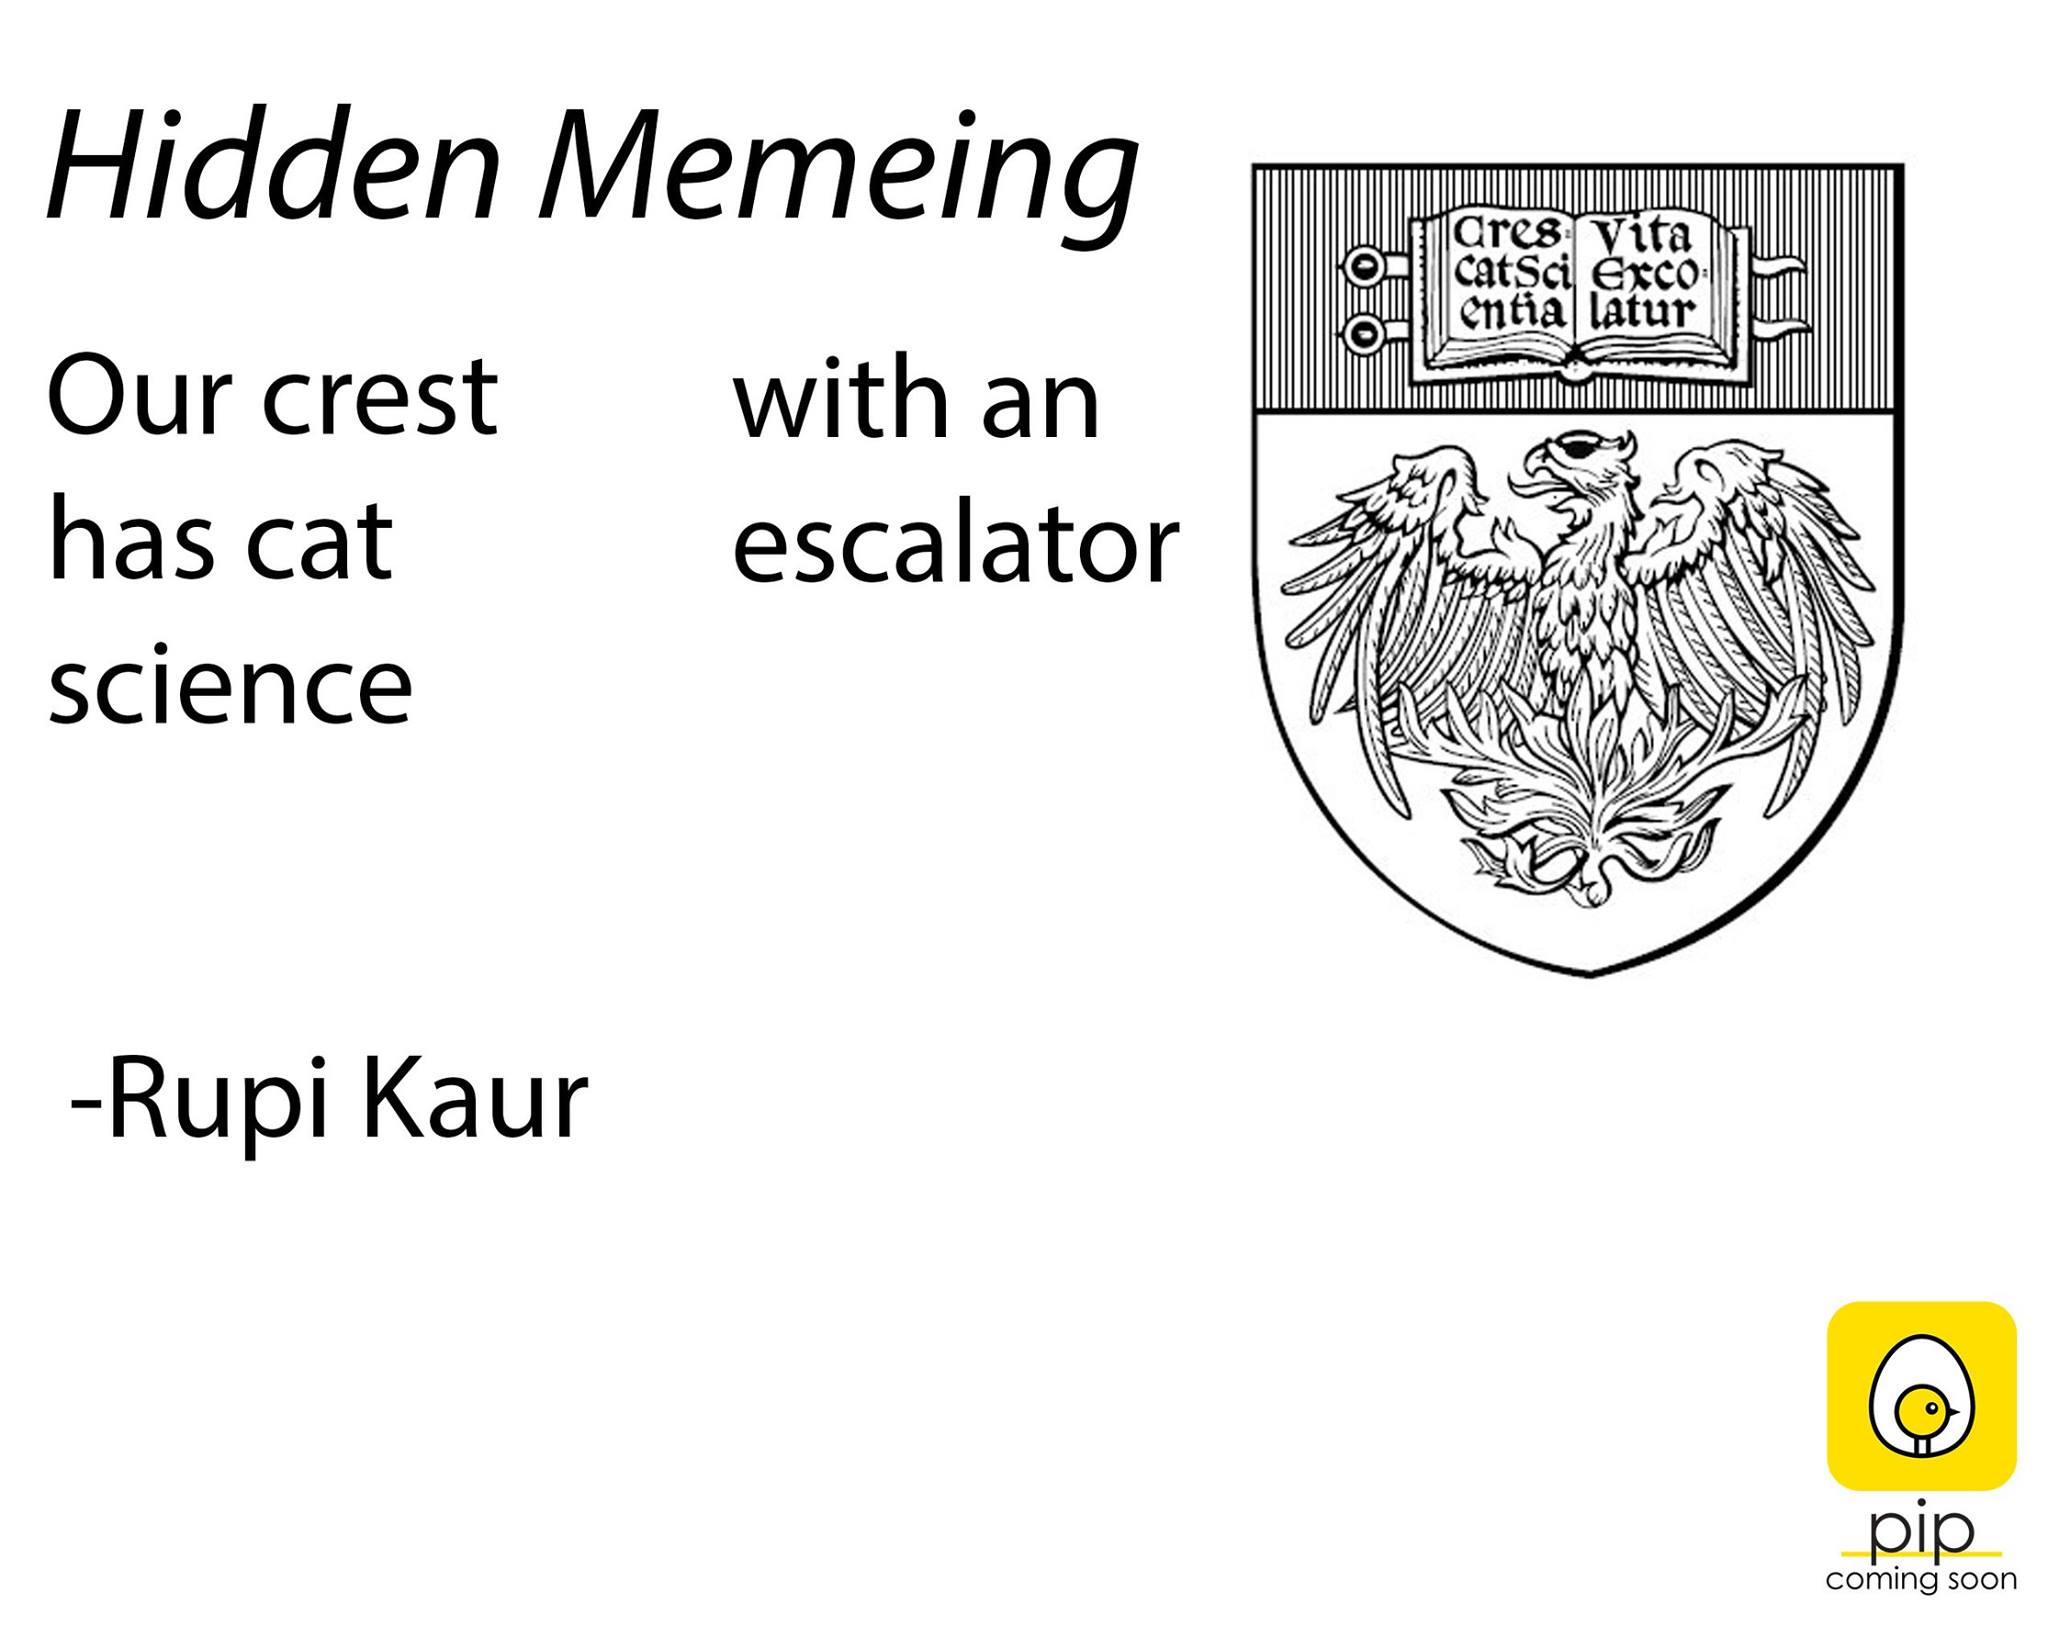 Hidden Memeing
Our crest
has cat
science
with an
escalator
-Rupi Kaur
Cres-
catSci
entia
Vita
Exco-
latur
pip
coming soon